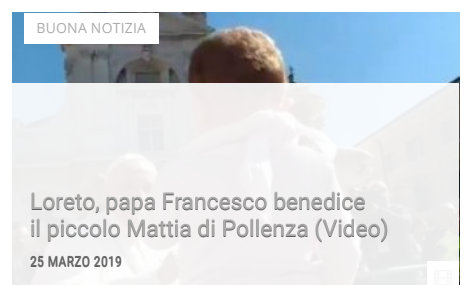 BUONA NOTIZIA
Loreto, papa Francesco benedice
il piccolo Mattia di Pollenza (Video)
25 MARZO 2019